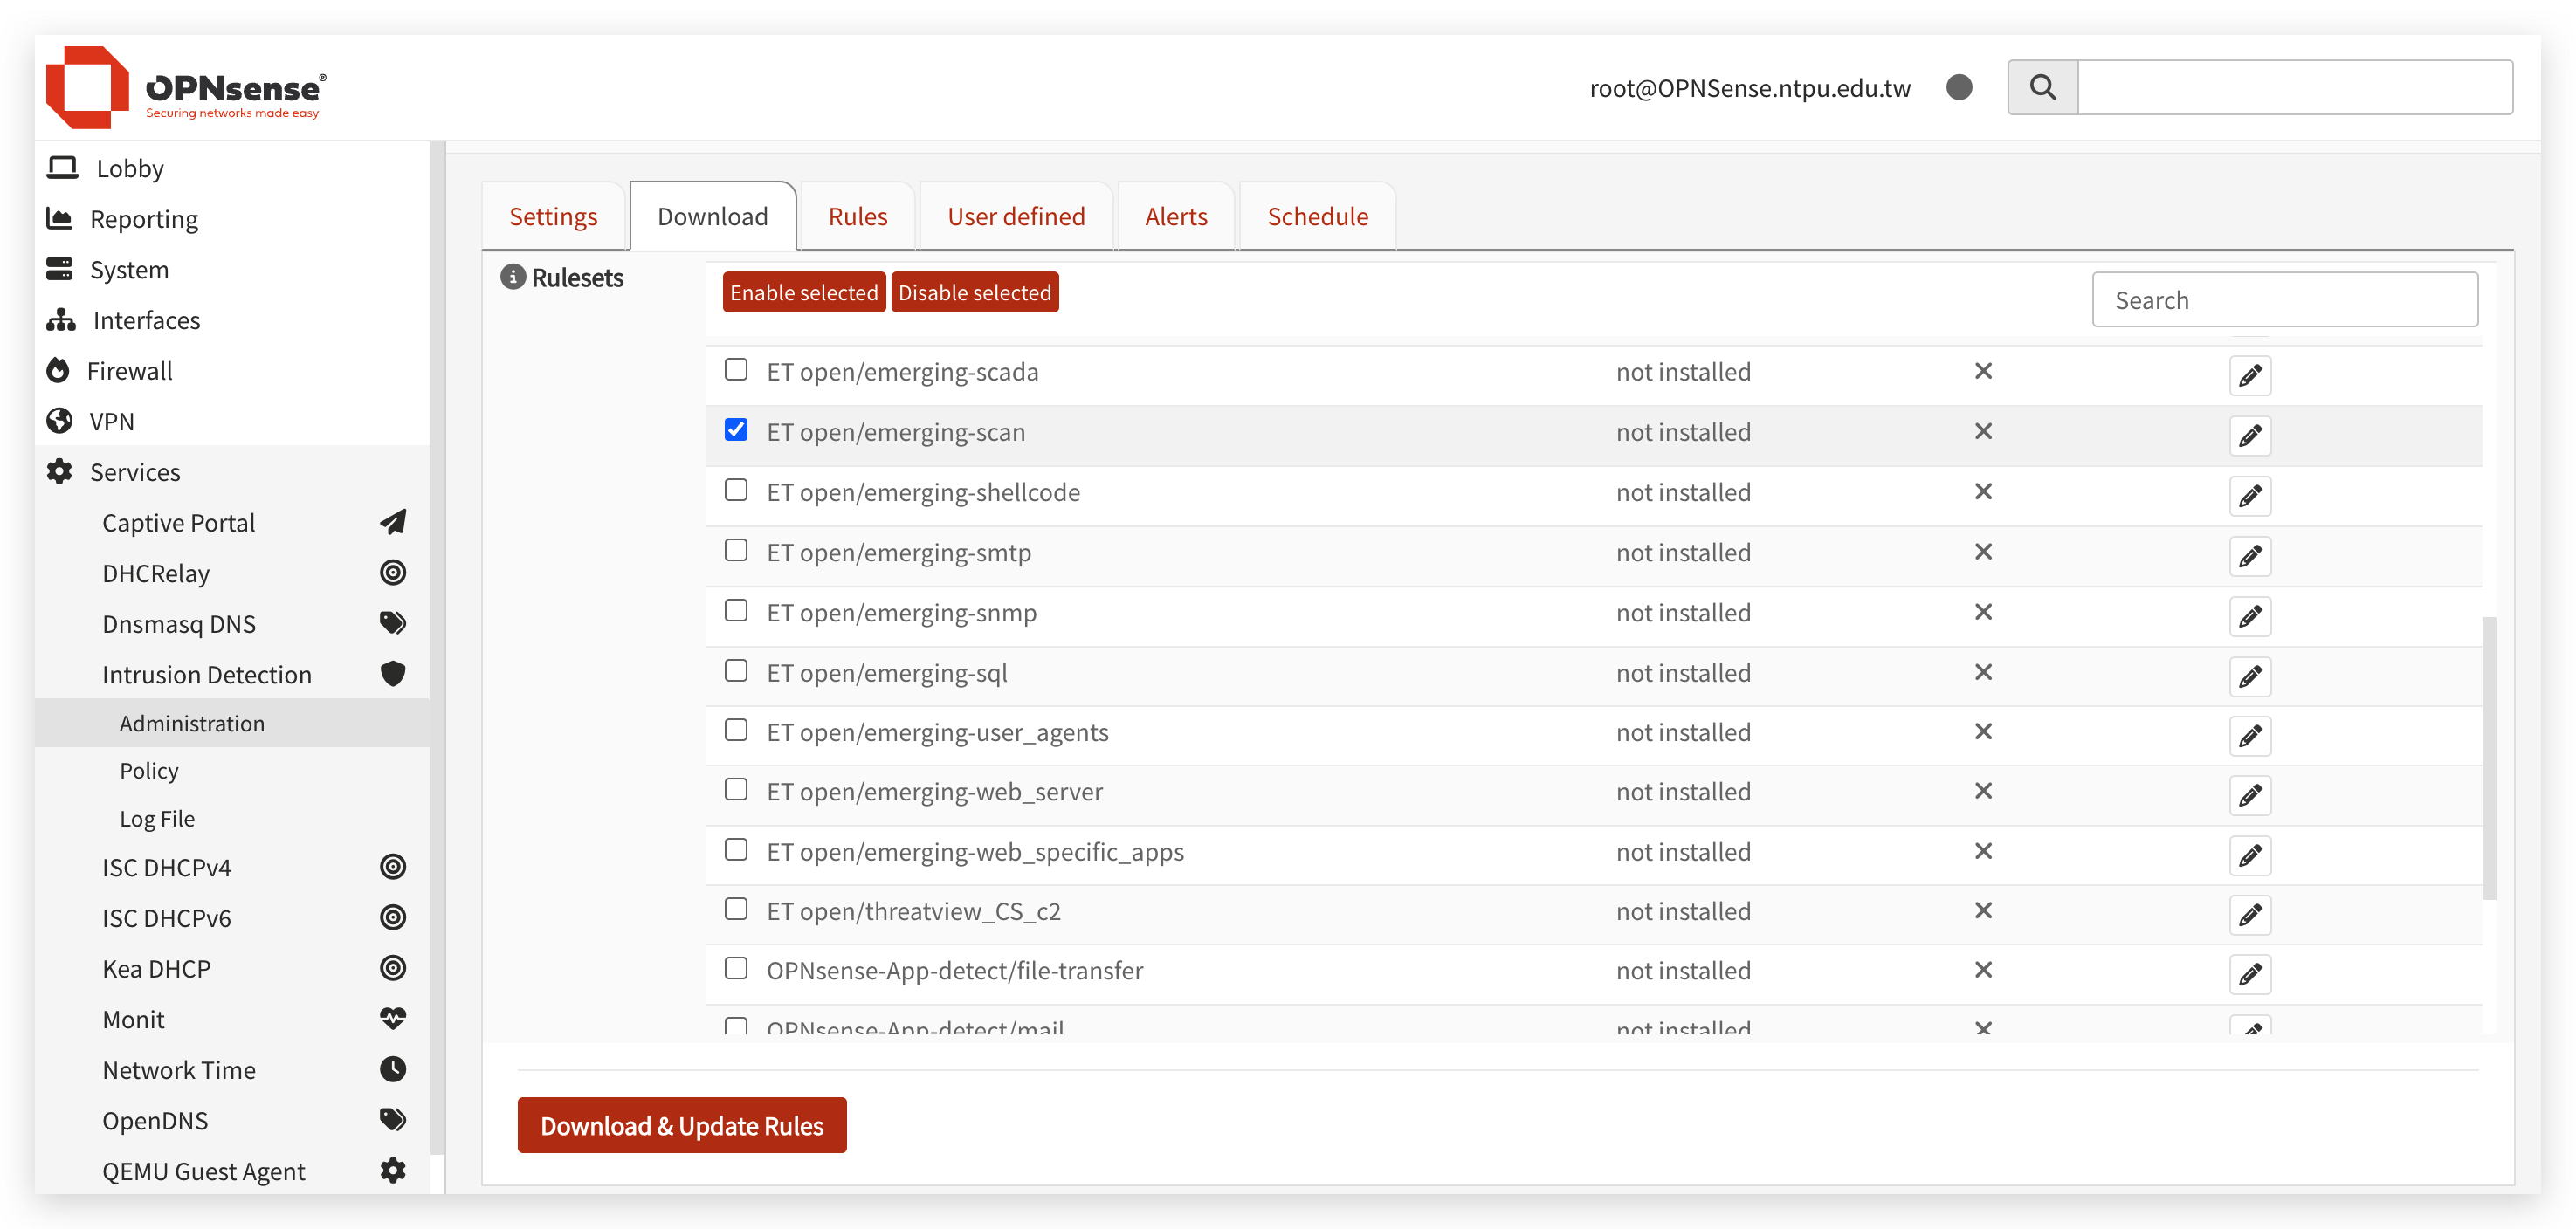 OPNsense®
Securing networks made easy
root@OPNSense.ntpu.edu.tw
Lobby
Reporting
System
Interfaces
Firewall
VPN
Services
Captive Portal
DHCRelay
Dnsmasq DNS
Intrusion Detection
Administration
Policy
Log File
ISC DHCPv4
ISC DHCPv6
Kea DHCP
Monit
Network Time
OpenDNS
QEMU Guest Agent
Settings Download Rules User defined Alerts Schedule
Rulesets
Enable selected Disable selected Search
ET open/emerging-scada not installed
ET open/emerging-scan not installed
ET open/emerging-shellcode not installed
ET open/emerging-smtp not installed
ET open/emerging-snmp not installed
ET open/emerging-sql not installed
ET open/emerging-user_agents not installed
ET open/emerging-web_server not installed
ET open/emerging-web_specific_apps not installed
ET open/threatview_CS_c2 not installed
OPNsense-App-detect/file-transfer not installed
OPNsense-App-detect/mail not installed
Download & Update Rules